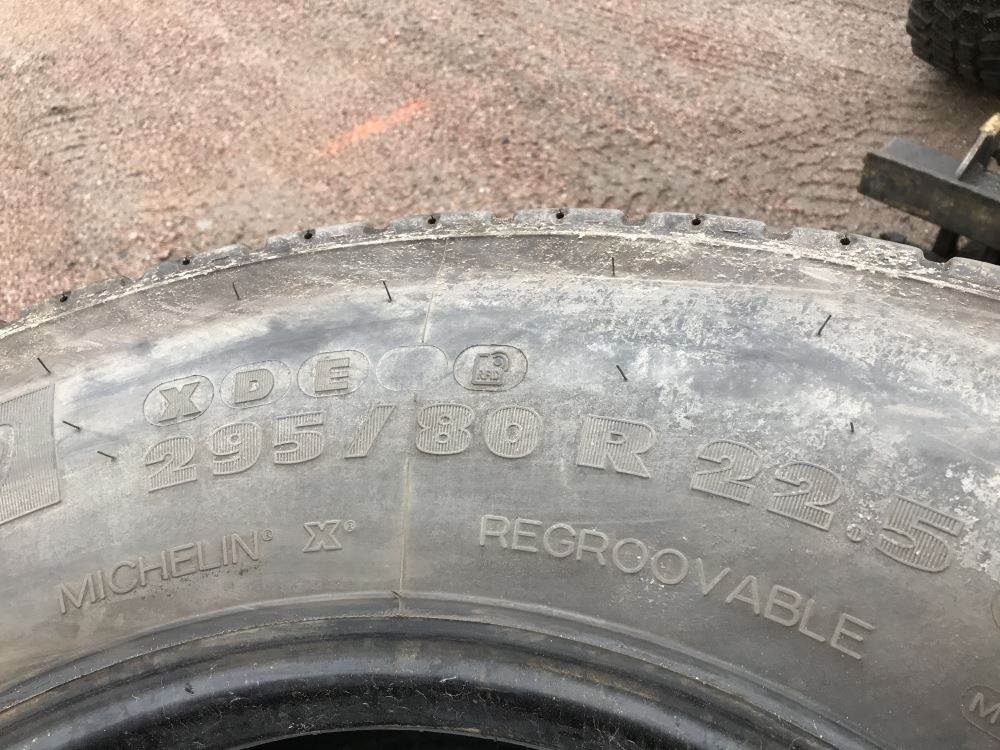 XDE
295/80 R 22.5
MICHELIN® X®
REGROOVABLE